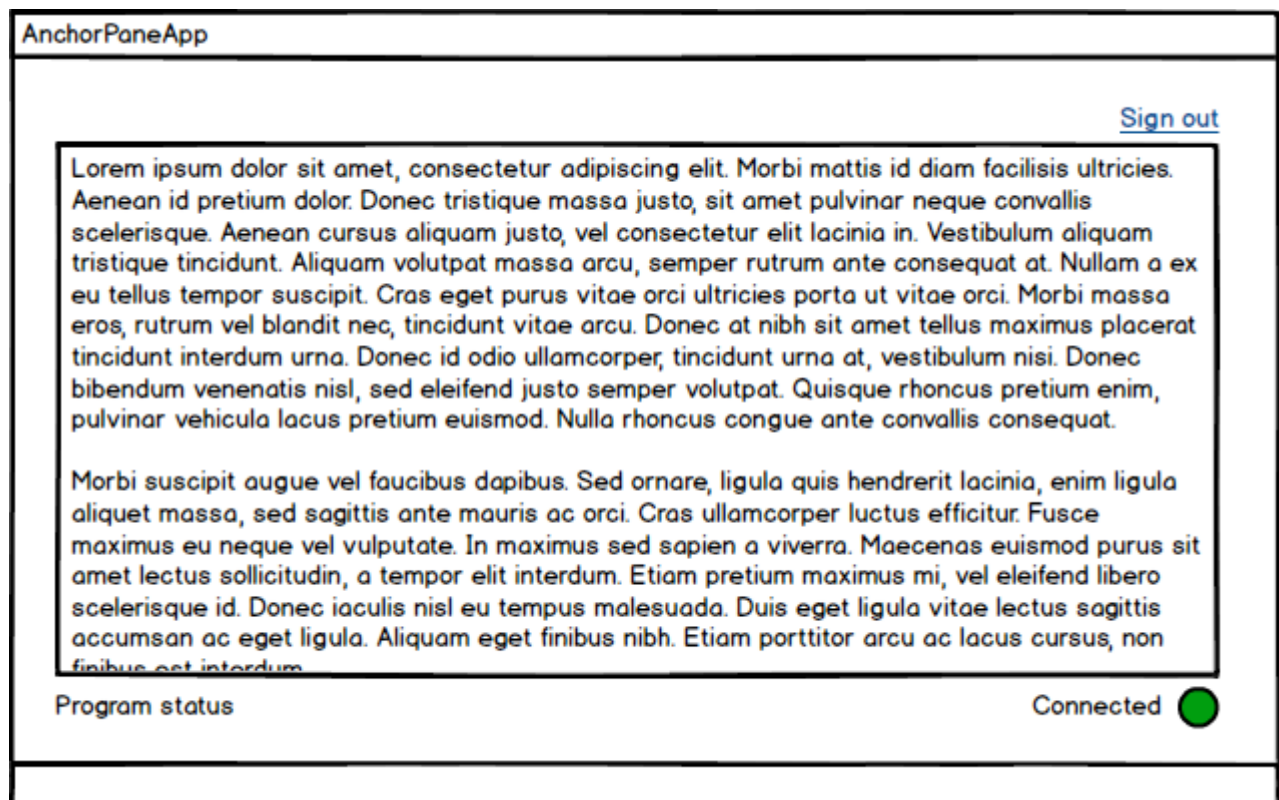 AnchorPaneApp
Sign out
Lorem ipsum dolor sit amet, consectetur adipiscing elit. Morbi mattis id diam facilisis ultricies.
Aenean id pretium dolor. Donec tristique massa justo, sit amet pulvinar neque convallis
scelerisque. Aenean cursus aliquam justo, vel consectetur elit lacinia in. Vestibulum aliquam
tristique tincidunt. Aliquam volutpat massa arcu, semper rutrum ante consequat at. Nullam a ex
eu tellus tempor suscipit. Cras eget purus vitae orci ultricies porta ut vitae orci. Morbi massa
eros, rutrum vel blandit nec, tincidunt vitae arcu. Donec at nibh sit amet tellus maximus placerat
tincidunt interdum urna. Donec id odio ullamcorper, tincidunt urna at, vestibulum nisi. Donec
bibendum venenatis nisl, sed eleifend justo semper volutpat. Quisque rhoncus pretium enim,
pulvinar vehicula lacus pretium euismod. Nulla rhoncus congue ante convallis consequat.
Morbi suscipit augue vel faucibus dapibus. Sed ornare, ligula quis hendrerit lacinia, enim ligula
aliquet massa, sed sagittis ante mauris ac orci. Cras ullamcorper luctus efficitur. Fusce
maximus eu neque vel vulputate. In maximus sed sapien a viverra. Maecenas euismod purus sit
amet lectus sollicitudin, a tempor elit interdum. Etiam pretium maximus mi, vel eleifend libero
scelerisque id. Donec iaculis nisl eu tempus malesuada. Duis eget ligula vitae lectus sagittis
accumsan ac eget ligula. Aliquam eget finibus nibh. Etiam porttitor arcu ac lacus cursus, non
finibus est interdum
Program status
Connected